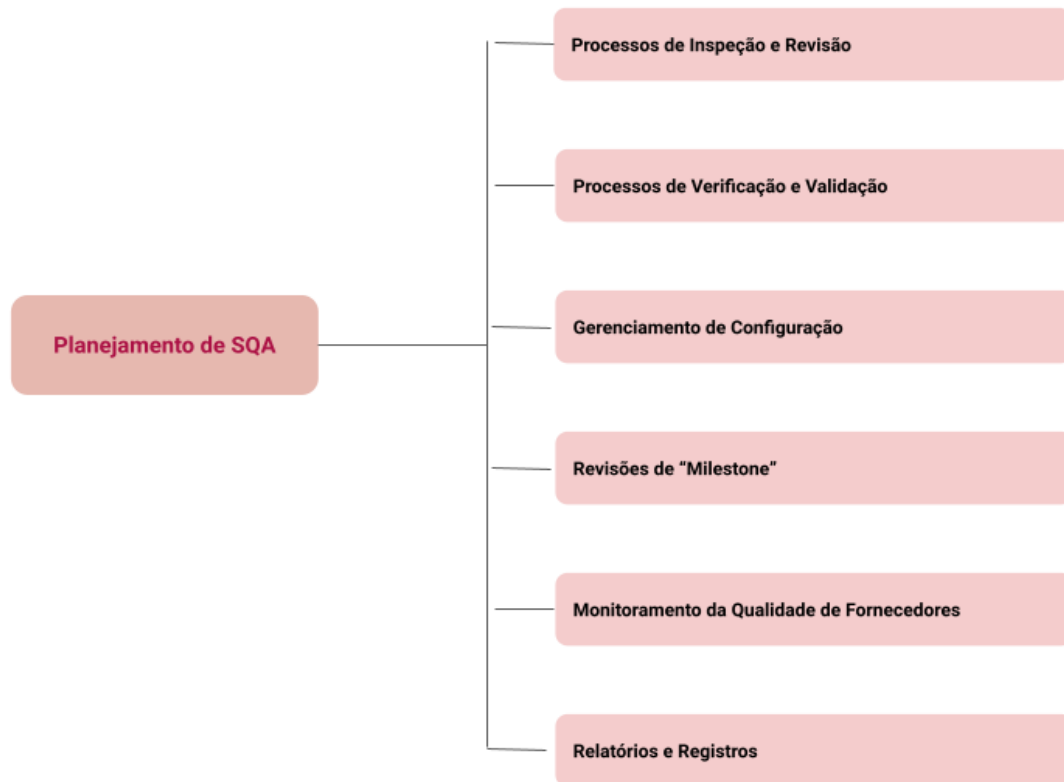 Processos de Inspeção e Revisão
Processos de Verificação e Validação
Gerenciamento de Configuração
Planejamento de SQA
Revisões de “Milestone”
Monitoramento da Qualidade de Fornecedores
Relatórios e Registros